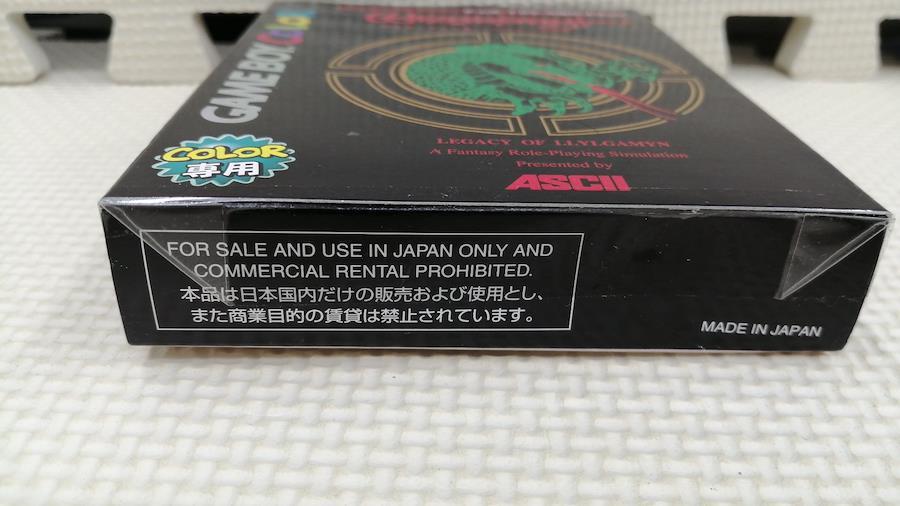 GAME BOY COLOR
COLOR
専用
LEGACY OF LLYLGAMYN
A Fantasy Role-Playing Simulation
Presented by
ASCII
FOR SALE AND USE IN JAPAN ONLY AND
COMMERCIAL RENTAL PROHIBITED.
本品は日本国内だけの販売および使用とし、
また商業目的の賃貸は禁止されています。
MADE IN JAPAN